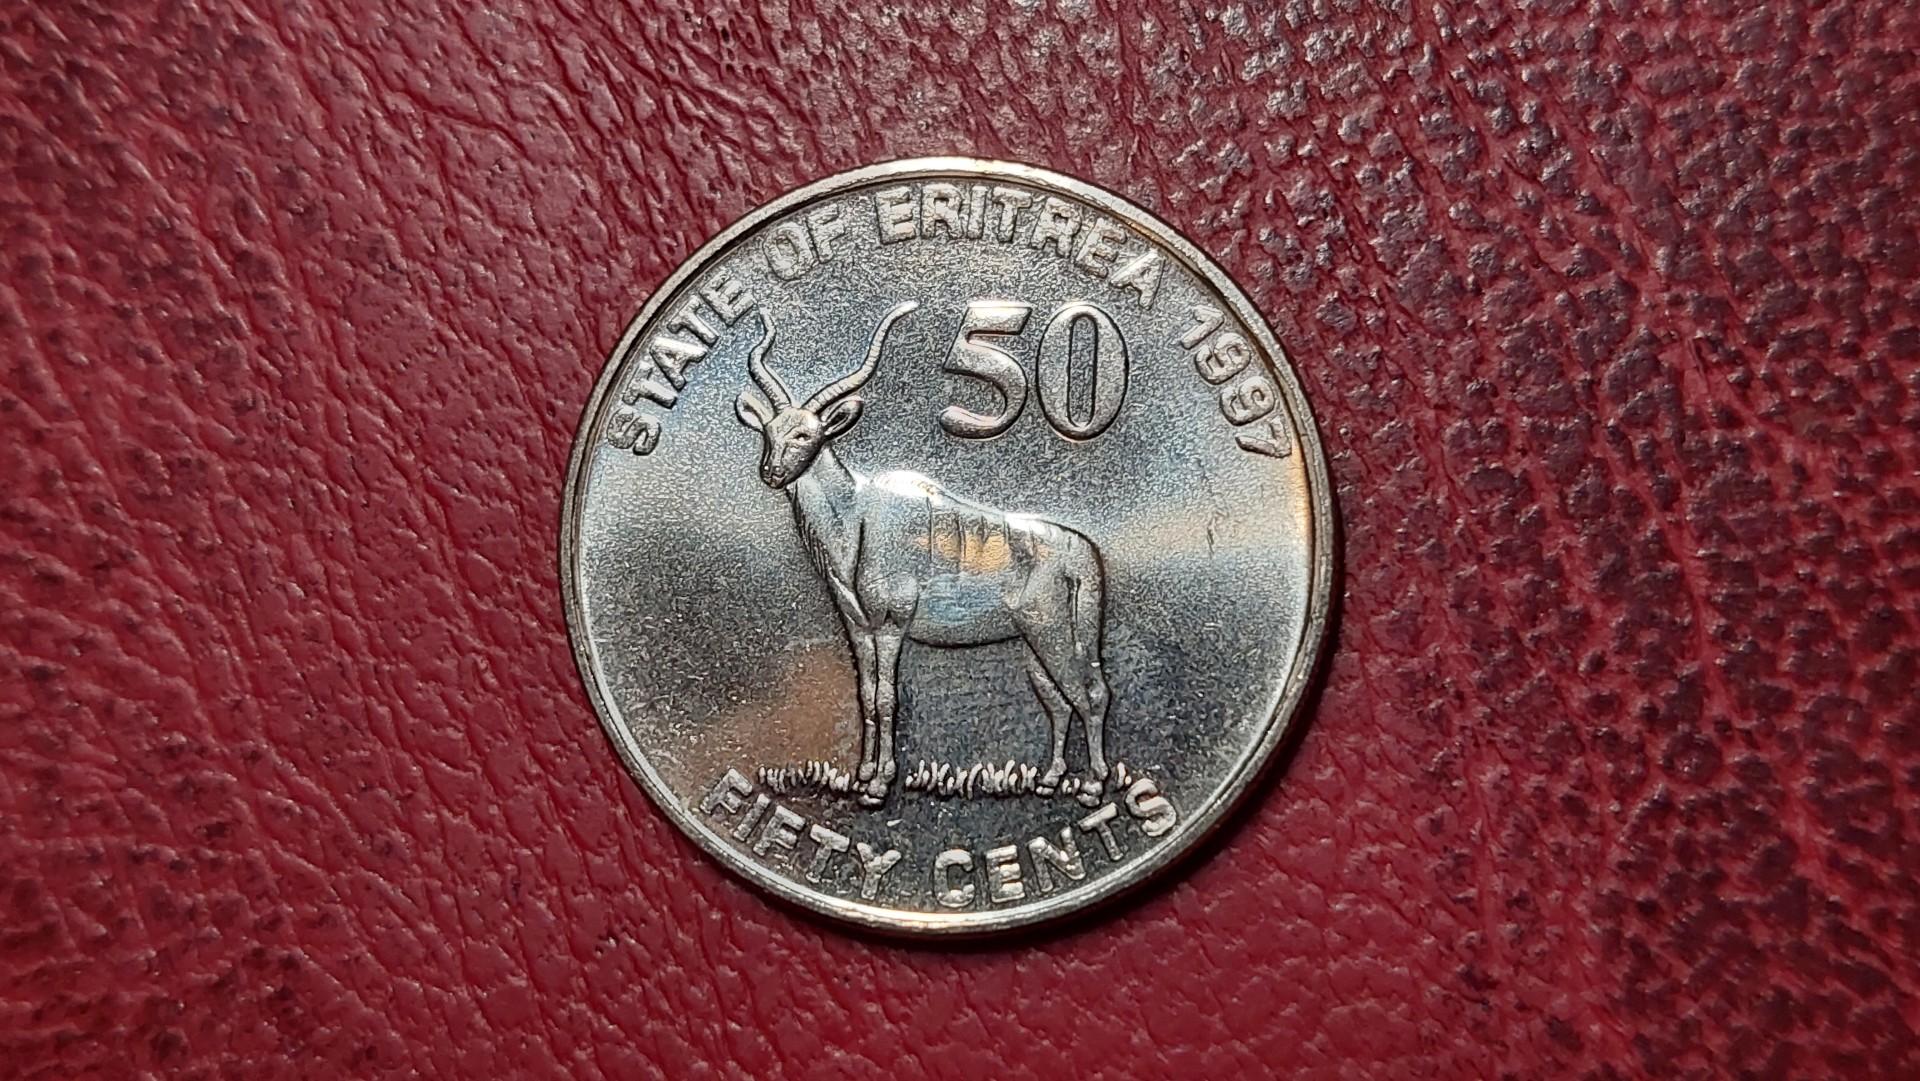 STATE OF ERITREA 1997
50
FIFTY CENTS